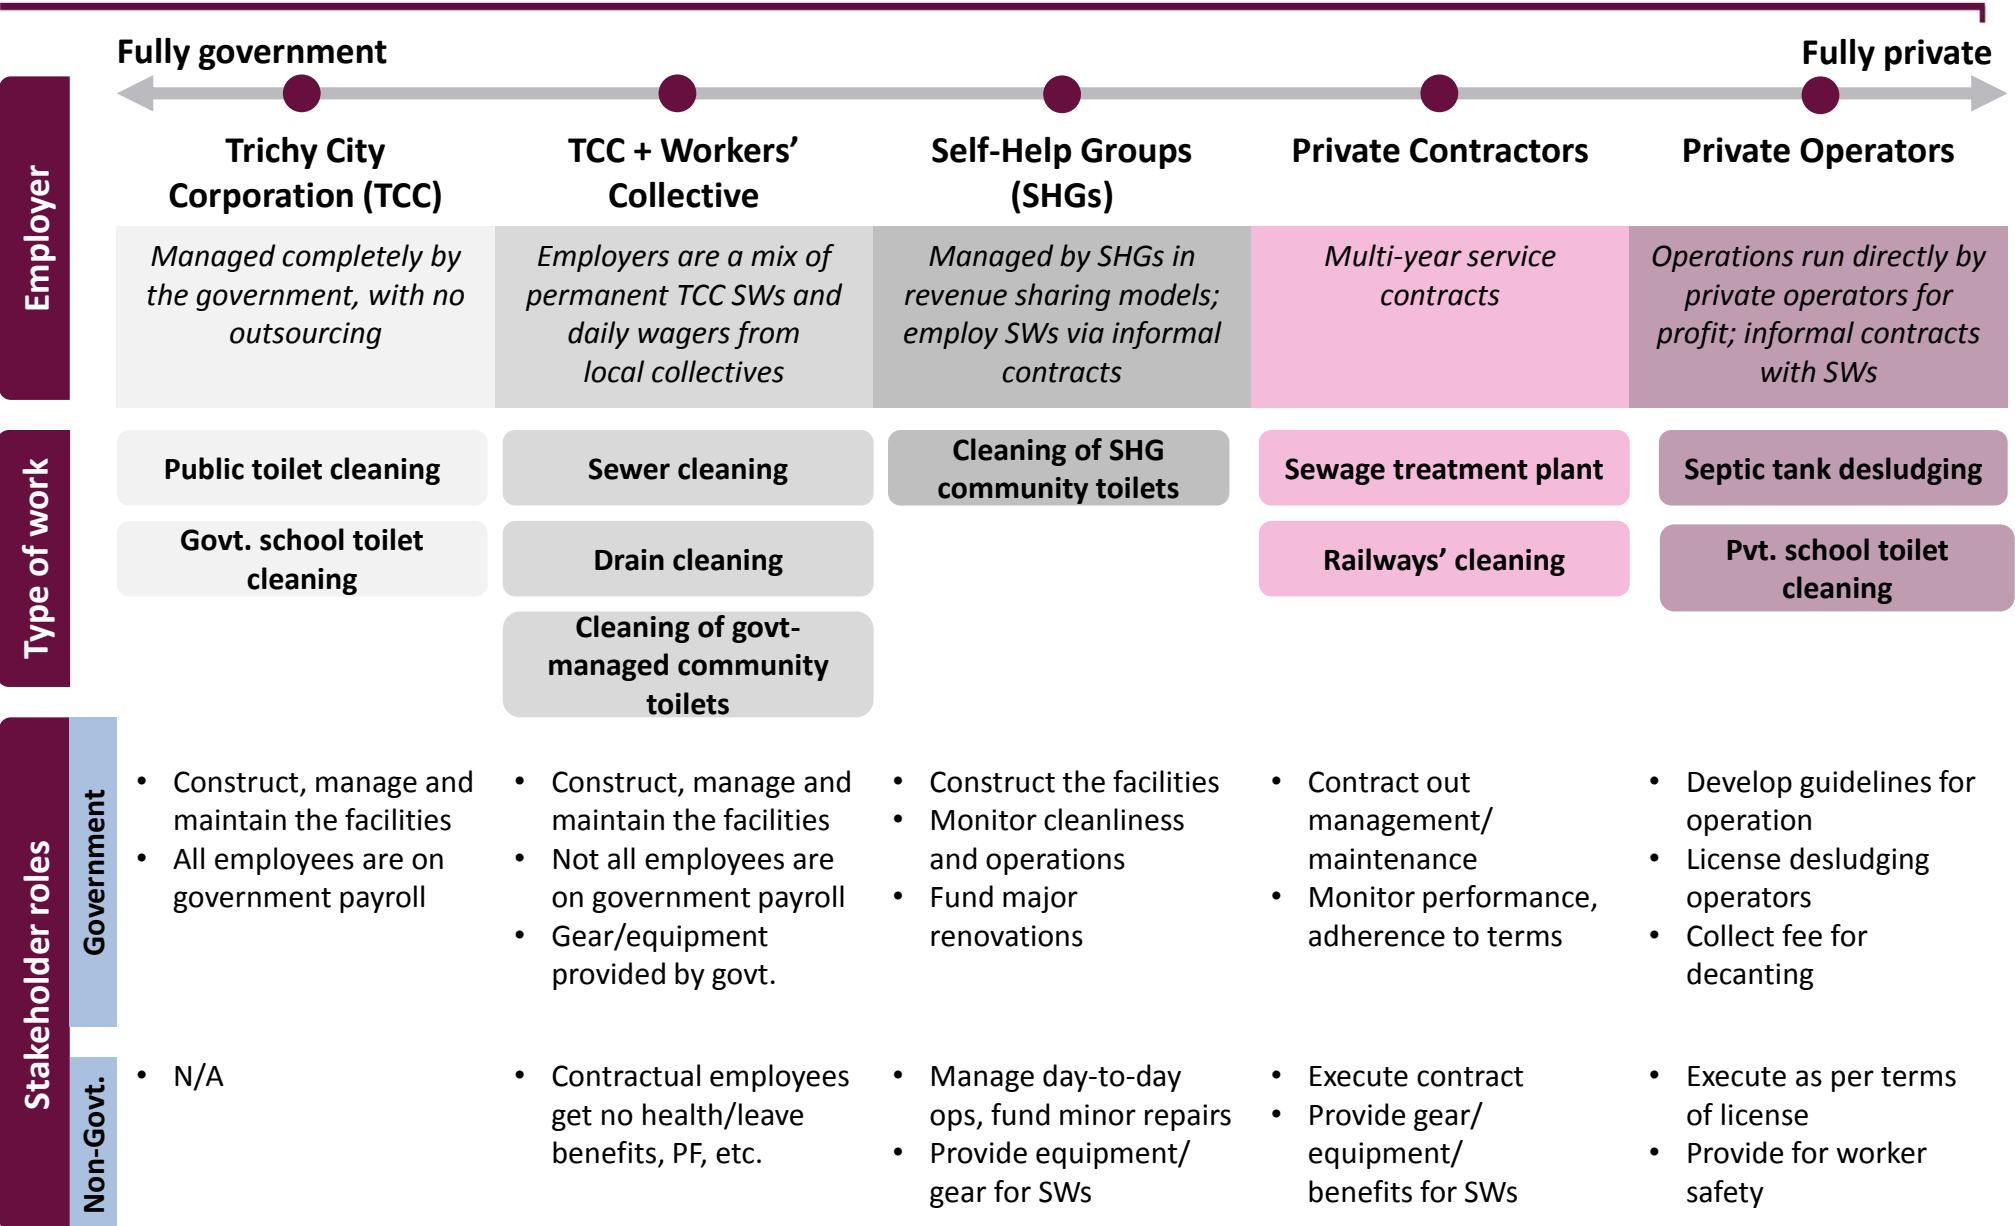 Fully government
Fully private
Employer
Trichy City
Corporation (TCC)
TCC + Workers’
Collective
Self-Help Groups
(SHGs)
Private Contractors
Private Operators
Managed completely by
the government, with no
outsourcing
Employers are a mix of
permanent TCC SWs and
daily wagers from
local collectives
Managed by SHGs in
revenue sharing models;
employ SWs via informal
contracts
Multi-year service
contracts
Operations run directly by
private operators for
profit; informal contracts
with SWs
Type of work
Public toilet cleaning
Govt. school toilet
cleaning
Sewer cleaning
Drain cleaning
Cleaning of govt-
managed community
toilets
Cleaning of SHG
community toilets
Sewage treatment plant
Railways’ cleaning
Septic tank desludging
Pvt. school toilet
cleaning
Stakeholder roles
Government
• Construct, manage and
maintain the facilities
• All employees are on
government payroll
• Construct, manage and
maintain the facilities
• Not all employees are
on government payroll
• Gear/equipment
provided by govt.
• Construct the facilities
• Monitor cleanliness
and operations
• Fund major
renovations
• Contract out
management/
maintenance
• Monitor performance,
adherence to terms
• Develop guidelines for
operation
• License desludging
operators
• Collect fee for
decanting
Non-Govt.
• N/A
• Contractual employees
get no health/leave
benefits, PF, etc.
• Manage day-to-day
ops, fund minor repairs
• Provide equipment/
gear for SWs
• Execute contract
• Provide gear/
equipment/
benefits for SWs
• Execute as per terms
of license
• Provide for worker
safety